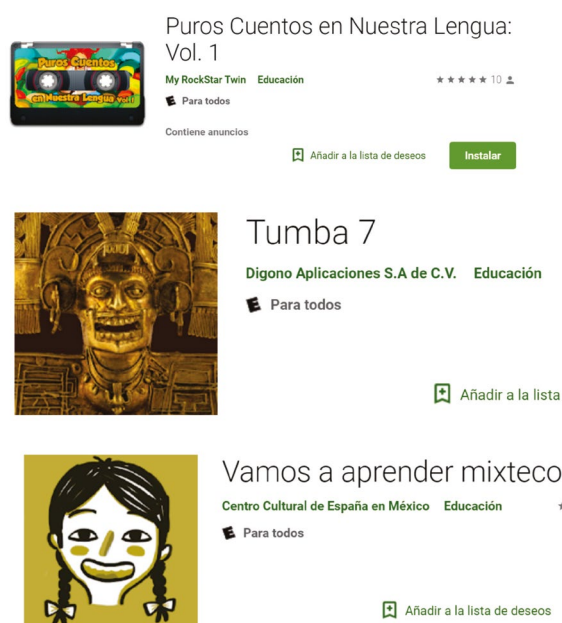 Puros Cuentos
en Nuestra Lengua Vol. 1
Puros Cuentos en Nuestra Lengua:
Vol. 1
My RockStar Twin Educación ★★★★★ 10
E Para todos
Contiene anuncios
Añadir a la lista de deseos Instalar
Tumba 7
Digono Aplicaciones S.A de C.V. Educación
E Para todos
Añadir a la lista
Vamos a aprender mixteco
Centro Cultural de España en México Educación
E Para todos
Añadir a la lista de deseos